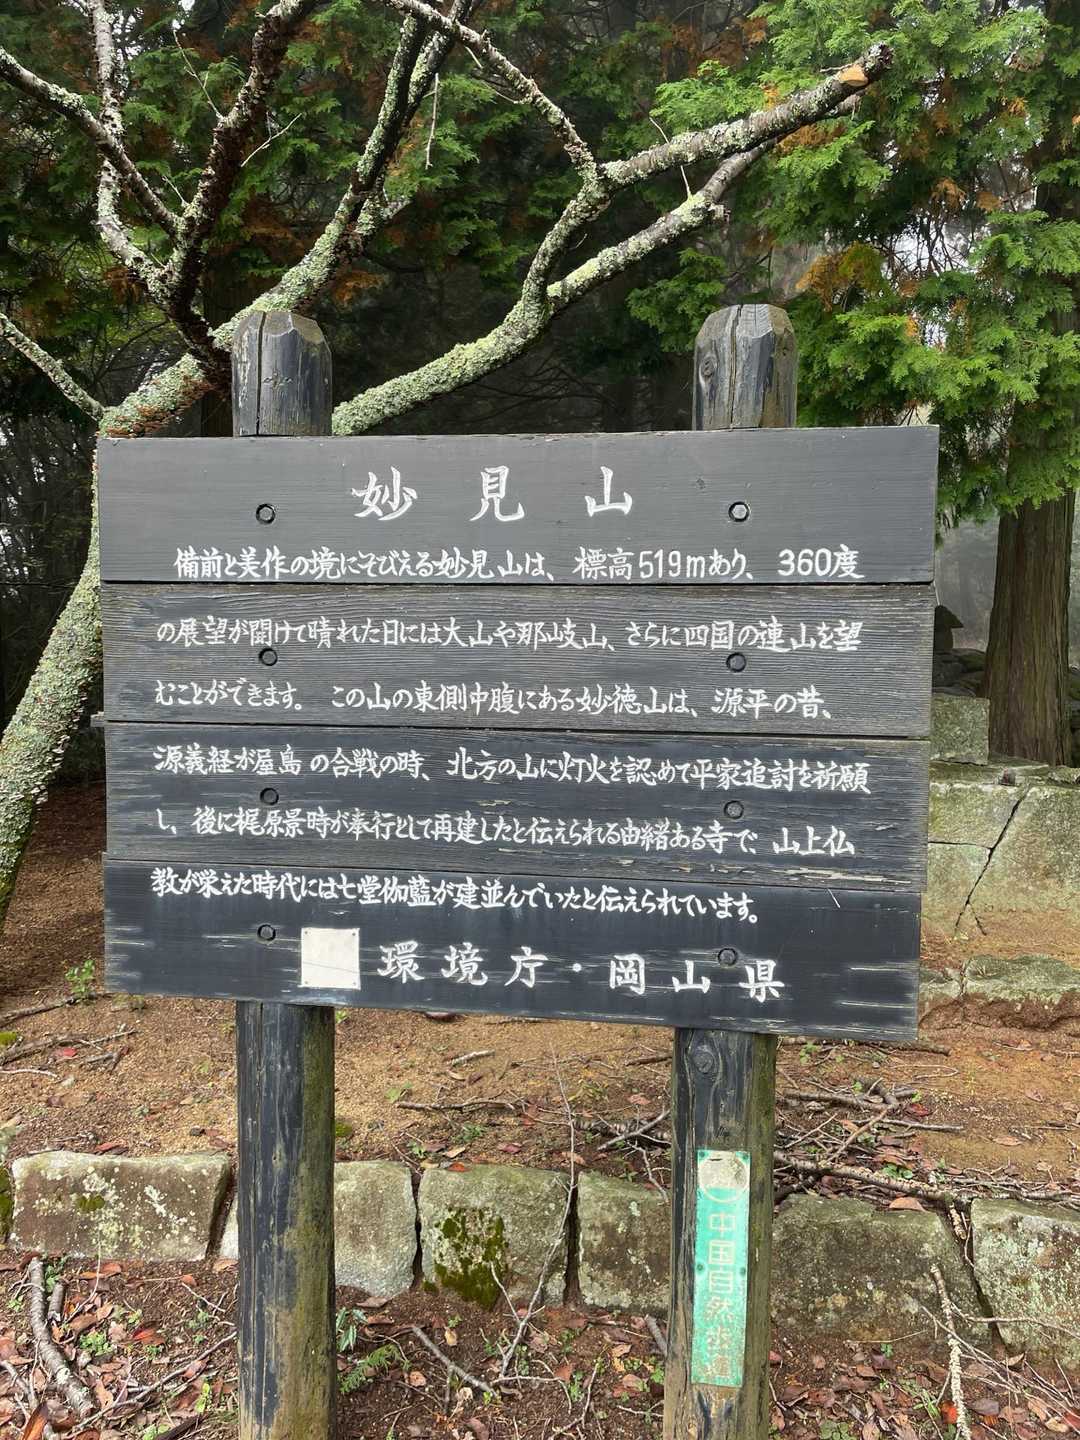 妙見山
備前と美作の境にそびえる妙見山は、標高519mあり、360度
の展望が開けて晴れた日には大山や那岐山、さらに四国の連山を望
むことができます。この山の東側中腹にある妙徳山は、源平の昔、
源義経が屋島の合戦の時、北方の山に灯火を認めて平家追討を祈願
し、後に梶原景時が奉行として再建したと伝えられる由緒ある寺で、山上仏
教が栄えた時代には七堂伽藍が建並んでいたと伝えられています。
環境庁・岡山県
中国自然歩道